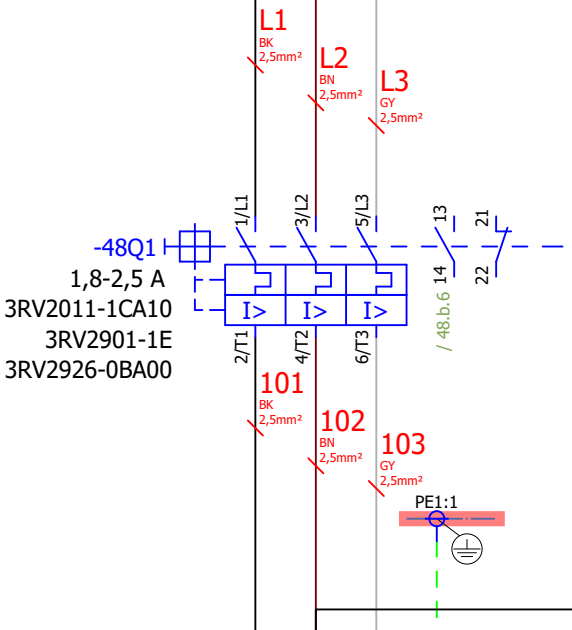 L1
BK
2,5mm²
L2
BN
2,5mm²
L3
GY
2,5mm²
1/L1
3/L2
5/L3
13
21
-48Q1
1,8-2,5 A
3RV2011-1CA10
3RV2901-1E
3RV2926-0BA00
I>
I>
I>
14
22
/ 48.b.6
2/T1
4/T2
6/T3
101
BK
2,5mm²
102
BN
2,5mm²
103
GY
2,5mm²
PE1:1